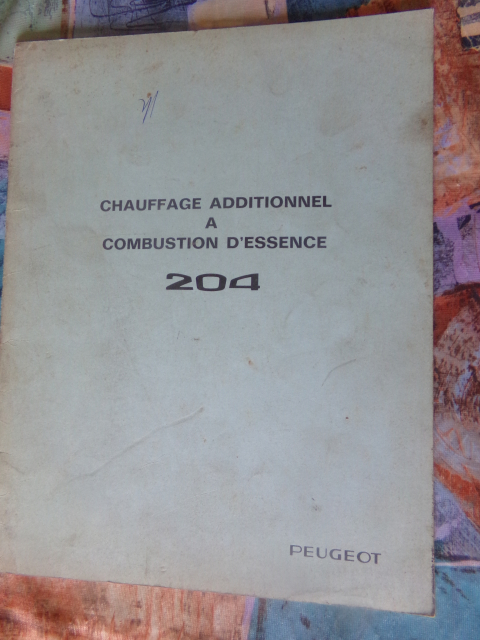 CHAUFFAGE ADDITIONNEL
A
COMBUSTION D'ESSENCE
204
PEUGEOT